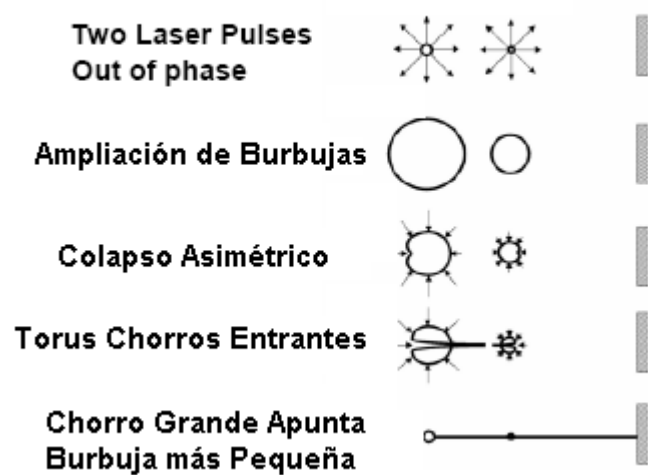 Two Laser Pulses
Out of phase
Ampliación de Burbujas
Colapso Asimétrico
Torus Chorros Entrantes
Chorro Grande Apunta
Burbuja más Pequeña